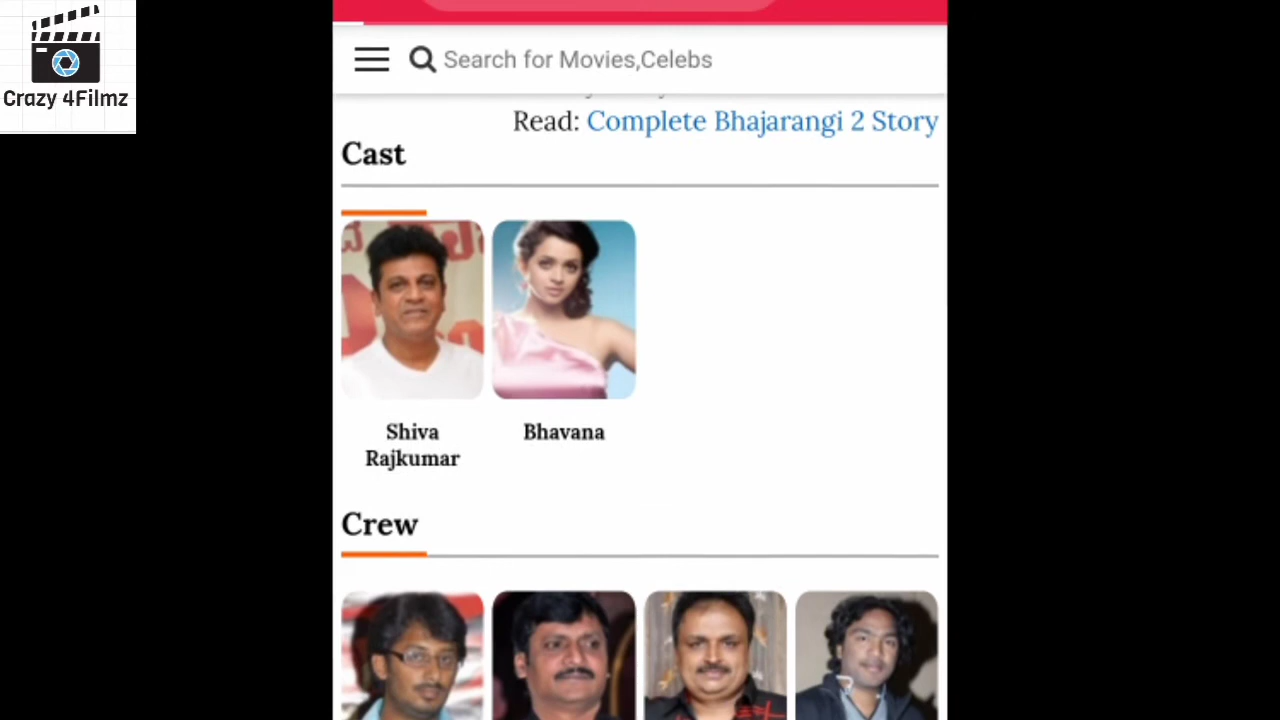 Crazy 4Filmz
Search for Movies,Celebs
Read: Complete Bhajarangi 2 Story
Cast
Shiva
Rajkumar
Bhavana
Crew